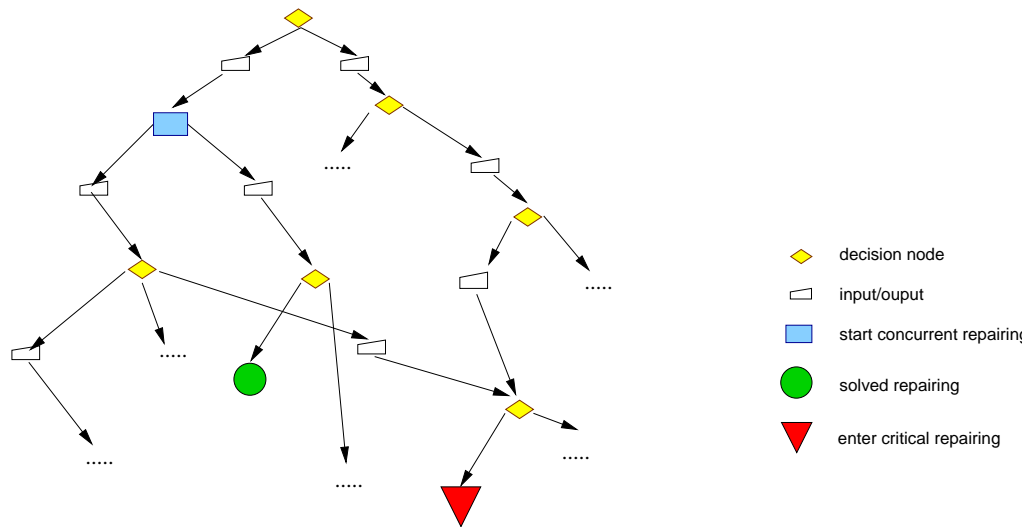 .....
decision node
.....
input/ouput
start concurrent repairing
.....
solved repairing
.....
enter critical repairing
.....
.....